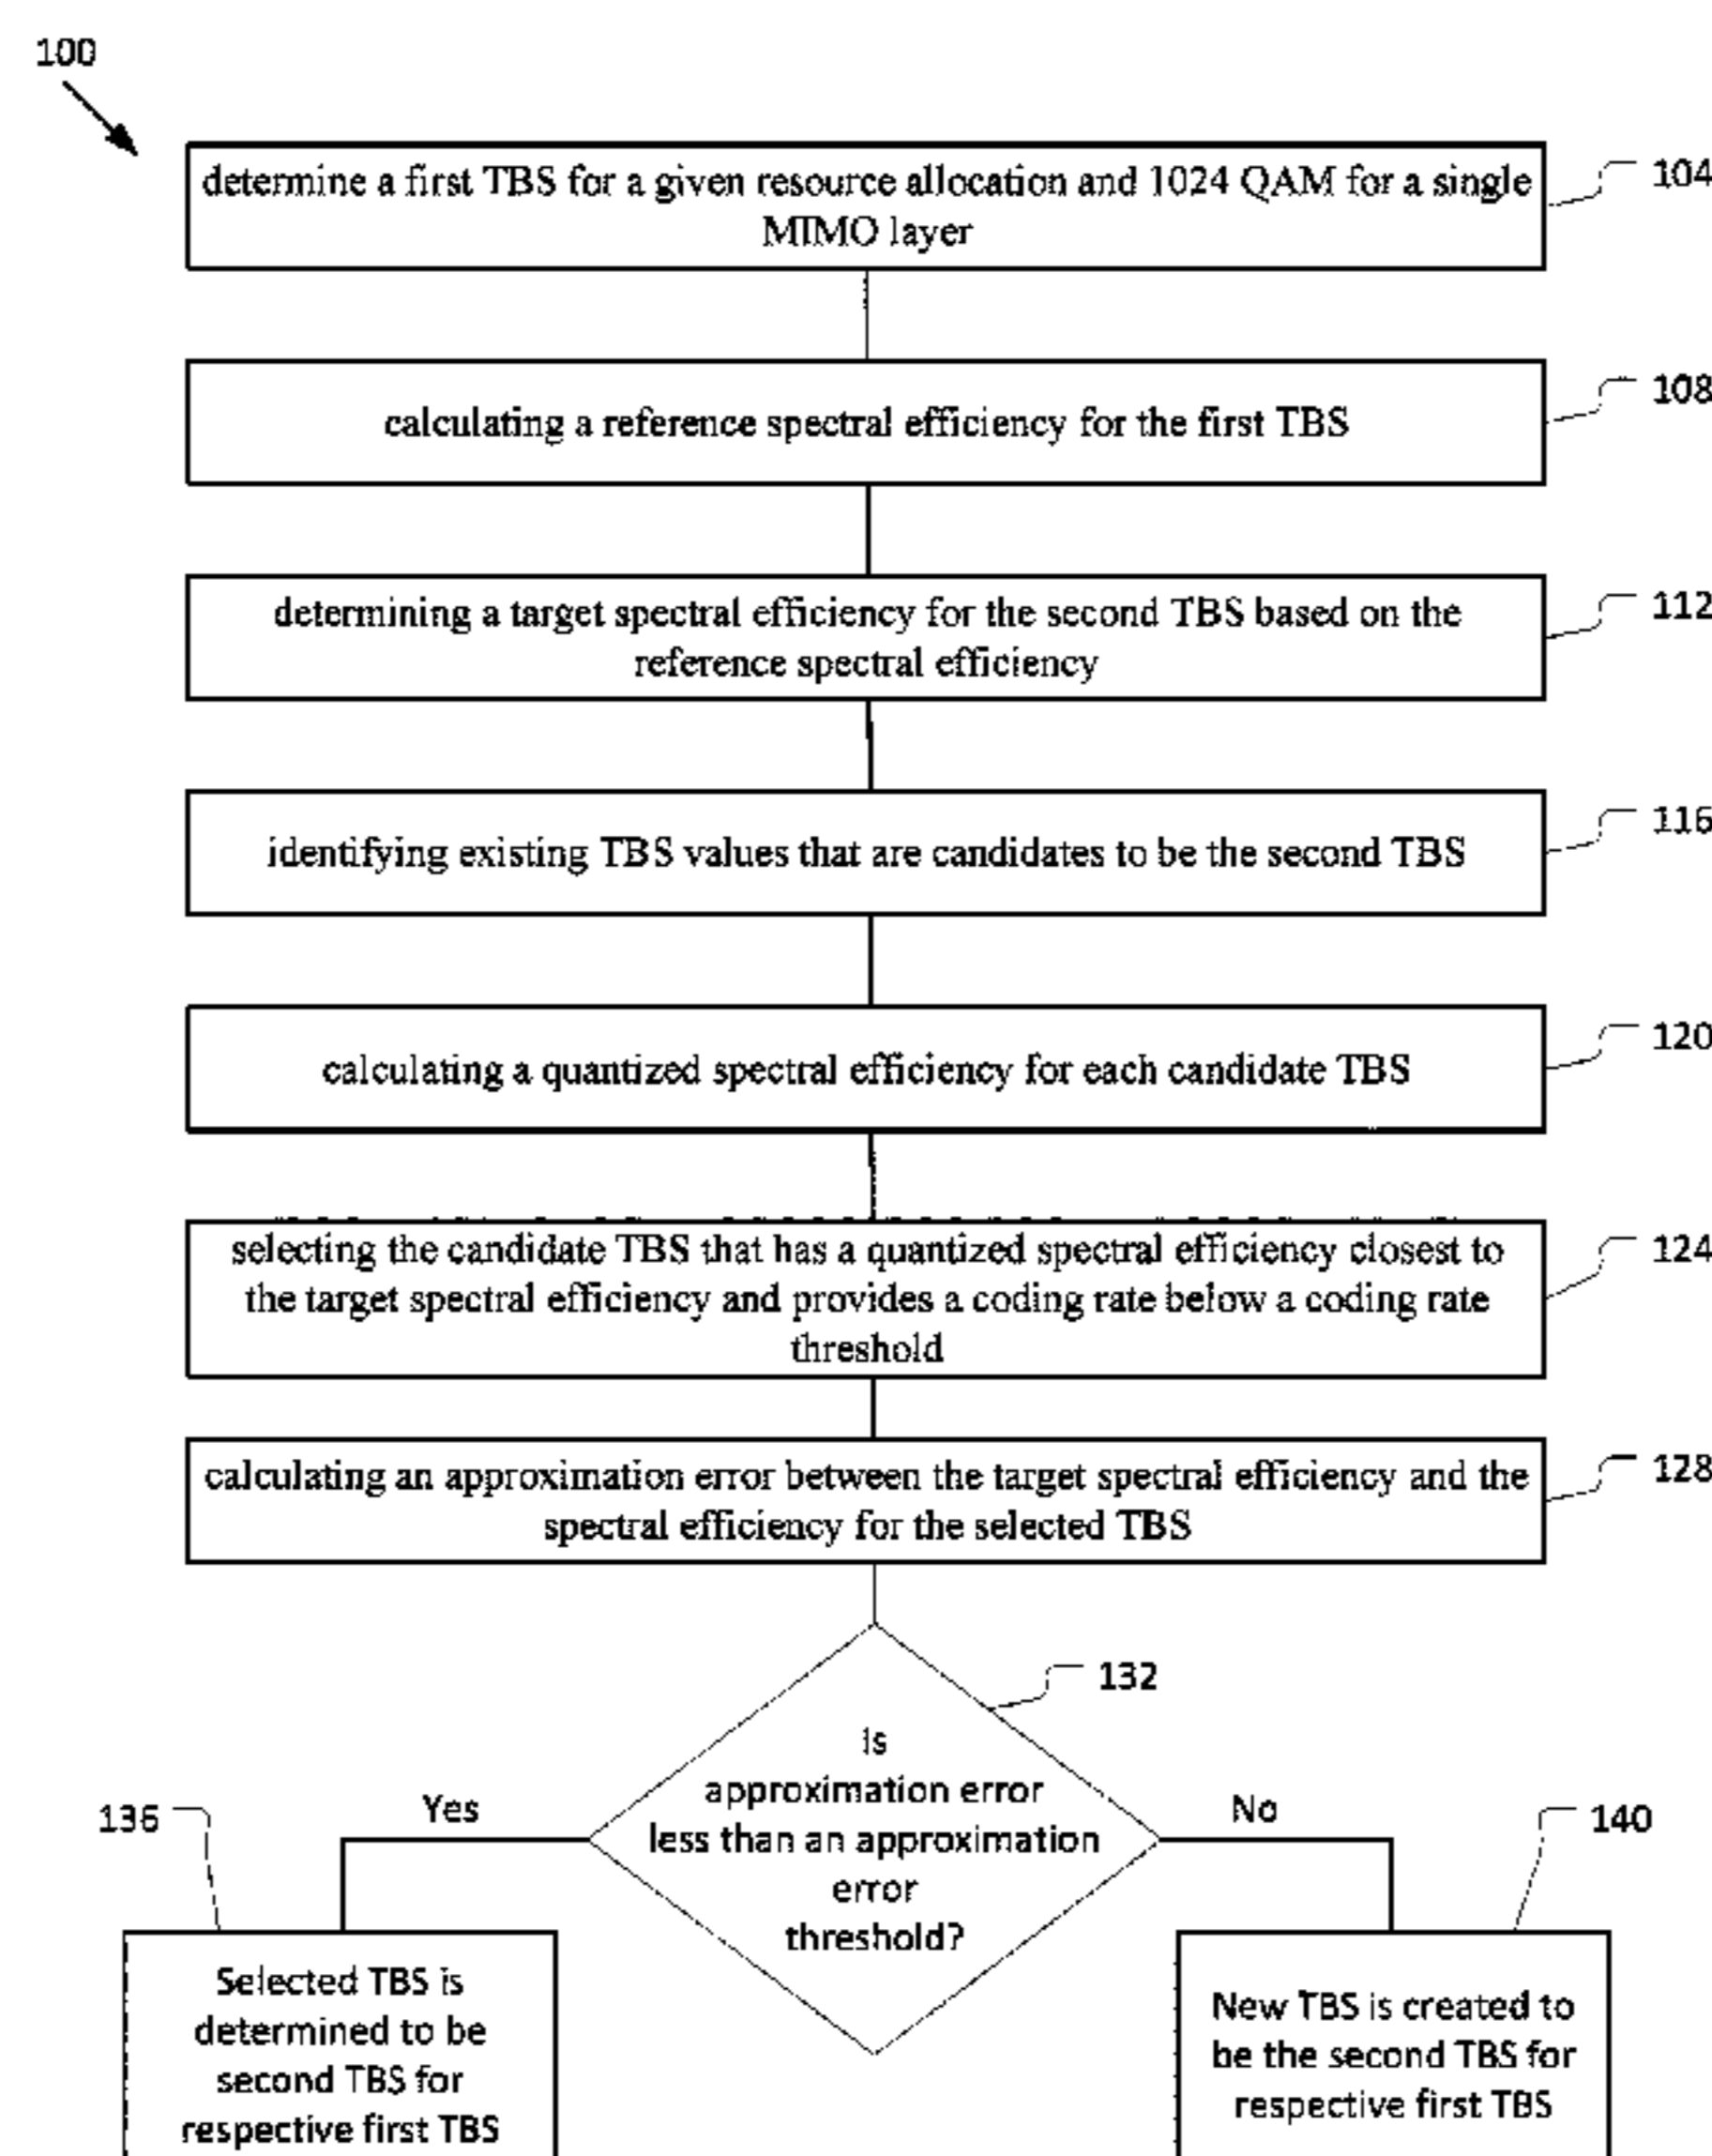 100
determine a first TBS for a given resource allocation and 1024 QAM for a single
MIMO layer
104
calculating a reference spectral efficiency for the first TBS
108
determining a target spectral efficiency for the second TBS based on the
reference spectral efficiency
112
identifying existing TBS values that are candidates to be the second TBS
116
calculating a quantized spectral efficiency for each candidate TBS
120
selecting the candidate TBS that has a quantized spectral efficiency closest to
the target spectral efficiency and provides a coding rate below a coding rate
threshold
124
calculating an approximation error between the target spectral efficiency and the
spectral efficiency for the selected TBS
128
132
is
approximation error
less than an approximation
error
threshold?
Yes
No
136
140
Selected TBS is
determined to be
second TBS for
respective first TBS
New TBS is created to
be the second TBS for
respective first TBS